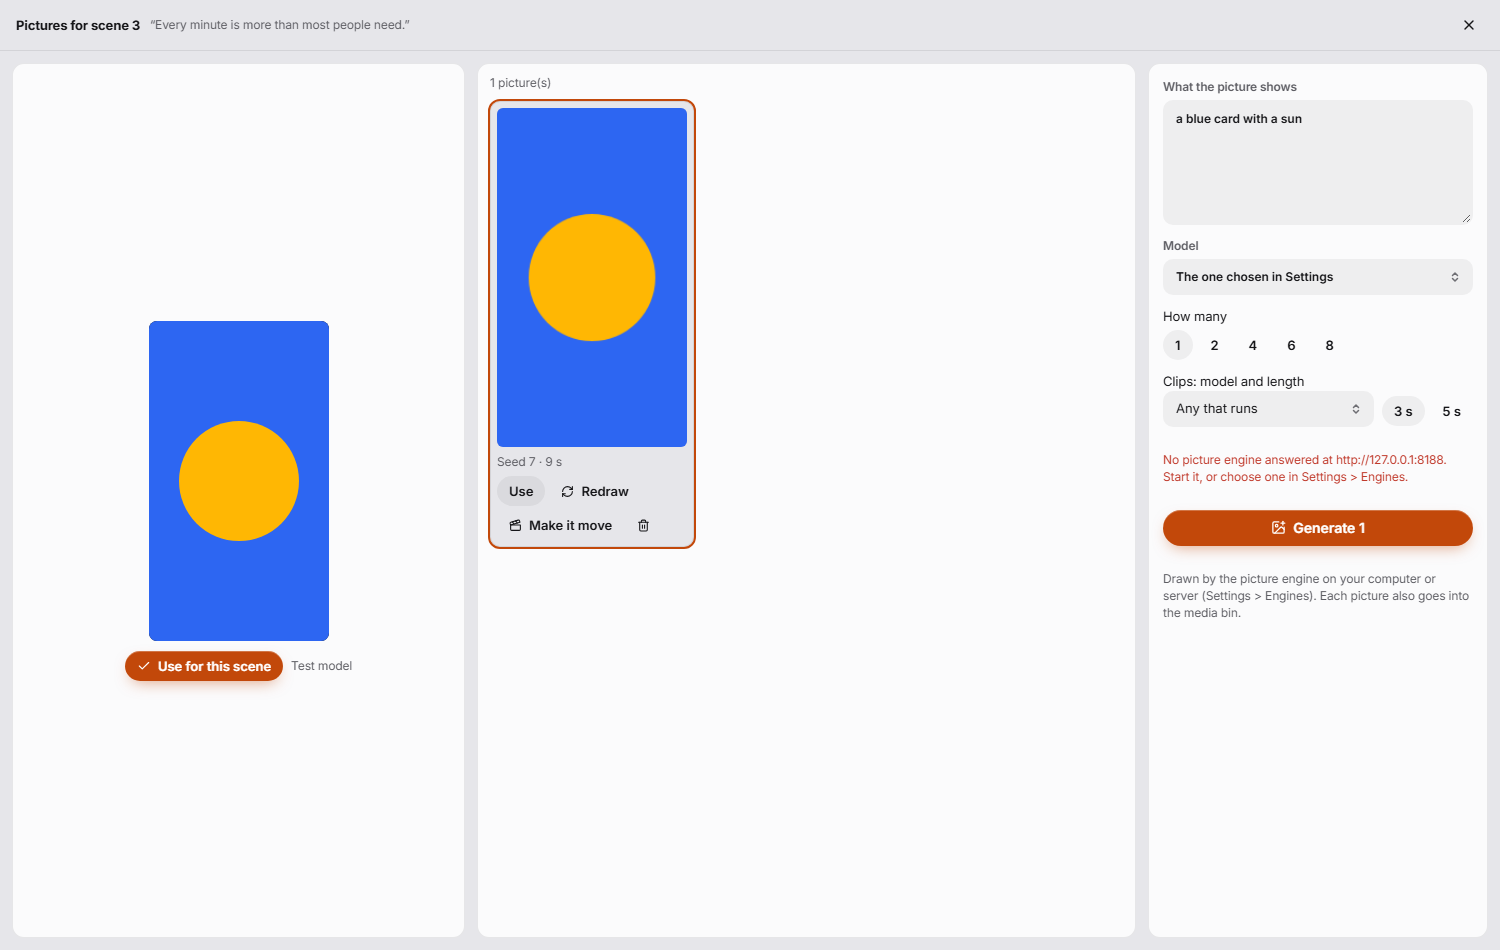 Pictures for scene 3 “Every minute is more than most people need.”
Use for this scene Test model
1 picture(s)
Seed 7 · 9 s
Use Redraw
Make it move
What the picture shows
a blue card with a sun
Model
The one chosen in Settings
How many
1 2 4 6 8
Clips: model and length
Any that runs 3 s 5 s
No picture engine answered at http://127.0.0.1:8188.
Start it, or choose one in Settings > Engines.
Generate 1
Drawn by the picture engine on your computer or
server (Settings > Engines). Each picture also goes into
the media bin.